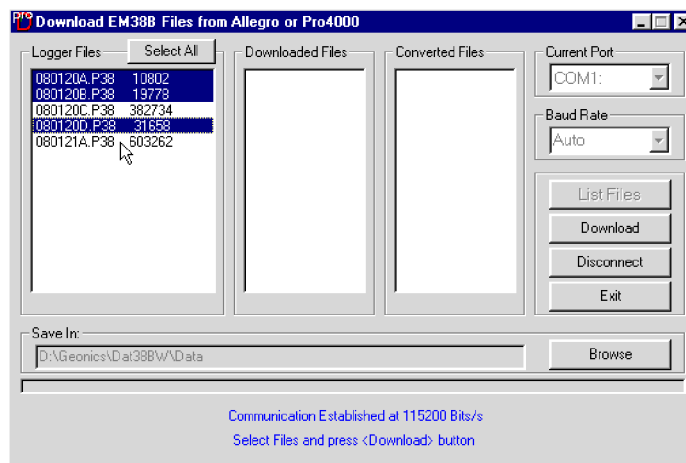 Pro Download EM38B Files from Allegro or Pro4000
Logger Files
Select All
080120A.P38 10802
080120B.P38 19778
080120C.P38 382734
080120D.P38 31658
080121A.P38 603262
Downloaded Files
Converted Files
Current Port
COM1:
Baud Rate
Auto
List Files
Download
Disconnect
Exit
Save In:
D:\Geonics\Dat38BW\Data
Browse
Communication Established at 115200 Bits/s
Select Files and press <Download> button